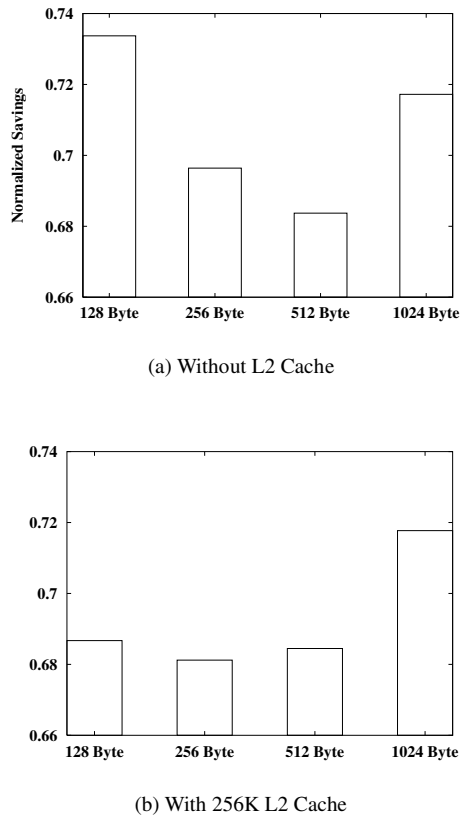 0.74
0.72
0.7
0.68
0.66
Normalized Savings
128 Byte 256 Byte 512 Byte 1024 Byte
(a) Without L2 Cache
0.74
0.72
0.7
0.68
0.66
128 Byte 256 Byte 512 Byte 1024 Byte
(b) With 256K L2 Cache